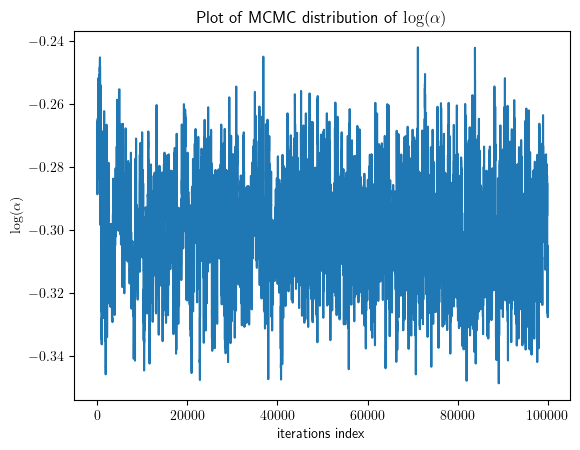 Plot of MCMC distribution of log(α)
−0.24
−0.26
−0.28
−0.30
−0.32
−0.34
log(α)
0 20000 40000 60000 80000 100000
iterations index